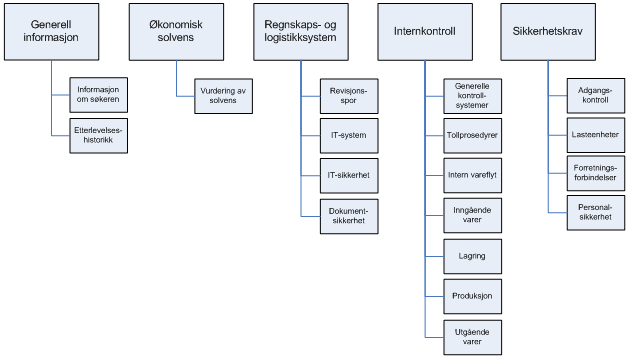 Generell
informasjon
Økonomisk
solvens
Regnskaps- og
logistikksystem
Internkontroll
Sikkerhetskrav
Informasjon
om søkeren
Etterlevelses-
historikk
Vurdering av
solvens
Revisjons-
spor
IT-system
IT-sikkerhet
Dokument-
sikkerhet
Generelle
kontroll-
systemer
Tollprosedyrer
Intern vareflyt
Inngående
varer
Lagring
Produksjon
Utgående
varer
Adgangs-
kontroll
Lasteenheter
Forretnings-
forbindelser
Personal-
sikkerhet